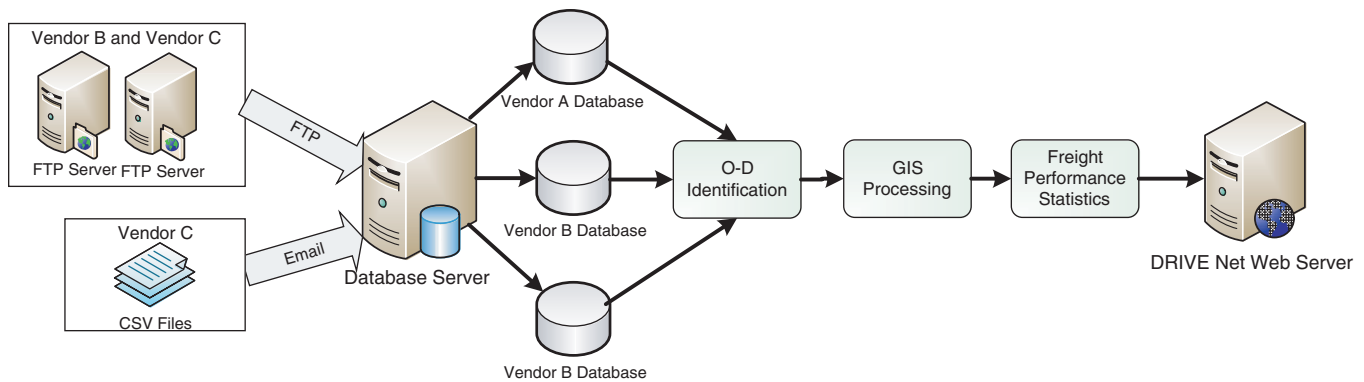 Vendor B and Vendor C
FTP Server
FTP Server
FTP
Vendor C
CSV Files
Email
Database Server
Vendor A Database
Vendor B Database
Vendor B Database
O-D
Identification
GIS
Processing
Freight
Performance
Statistics
DRIVE Net Web Server